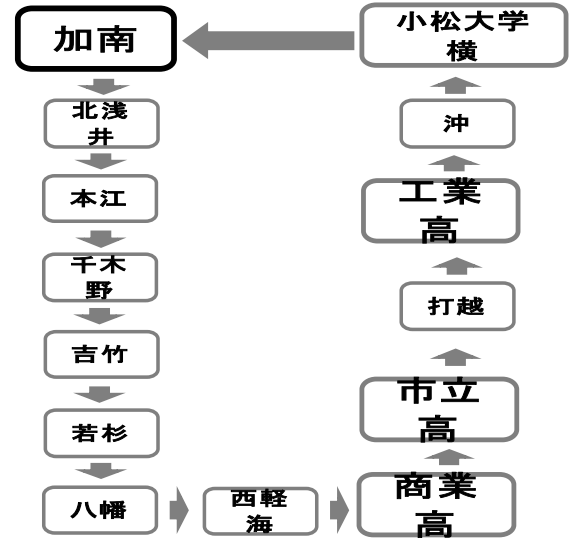 加南
北浅
井
本江
千木
野
吉竹
若杉
八幡
西軽
海
商業
高
市立
高
打越
工業
高
沖
小松大学
横